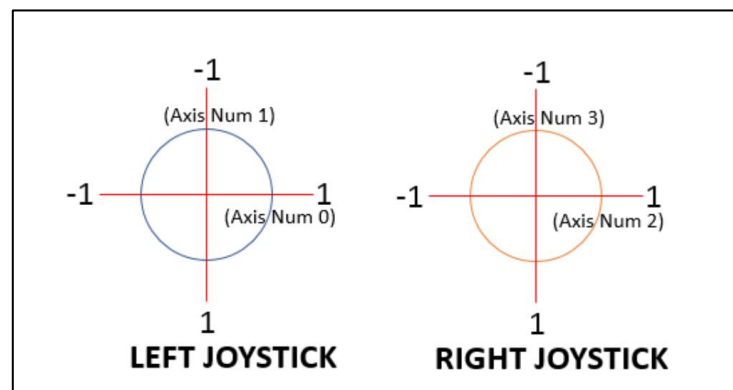 -1 -1
(Axis Num 1) (Axis Num 3)
-1 1 -1 1
(Axis Num 0) (Axis Num 2)
1 1
LEFT JOYSTICK RIGHT JOYSTICK